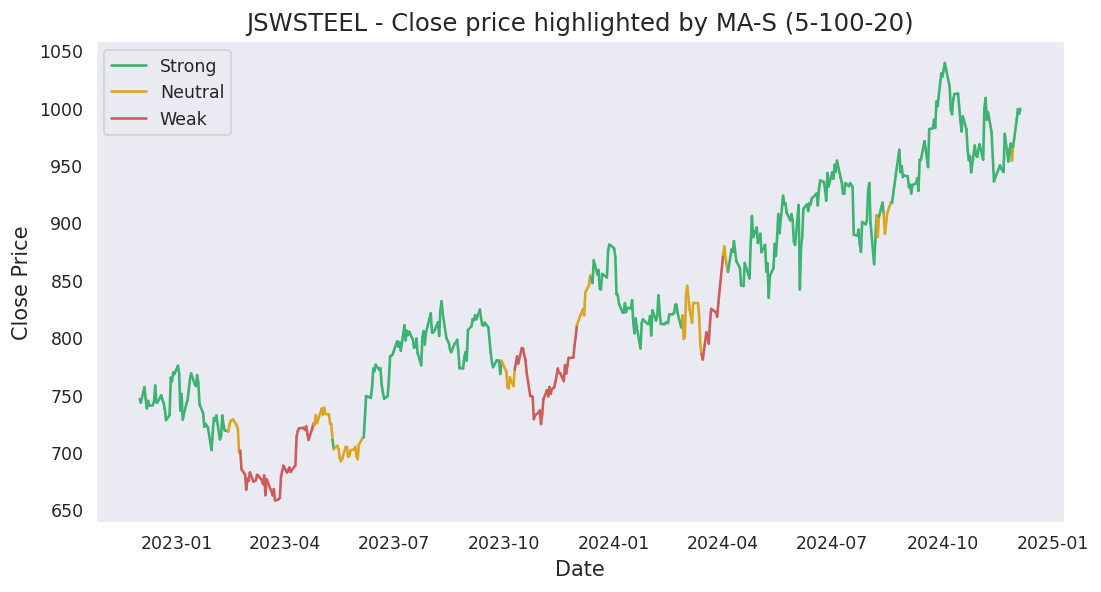 JSWSTEEL - Close price highlighted by MA-S (5-100-20)
Strong
Neutral
Weak
Close Price
1050
1000
950
900
850
800
750
700
650
2023-01 2023-04 2023-07 2023-10 2024-01 2024-04 2024-07 2024-10 2025-01
Date